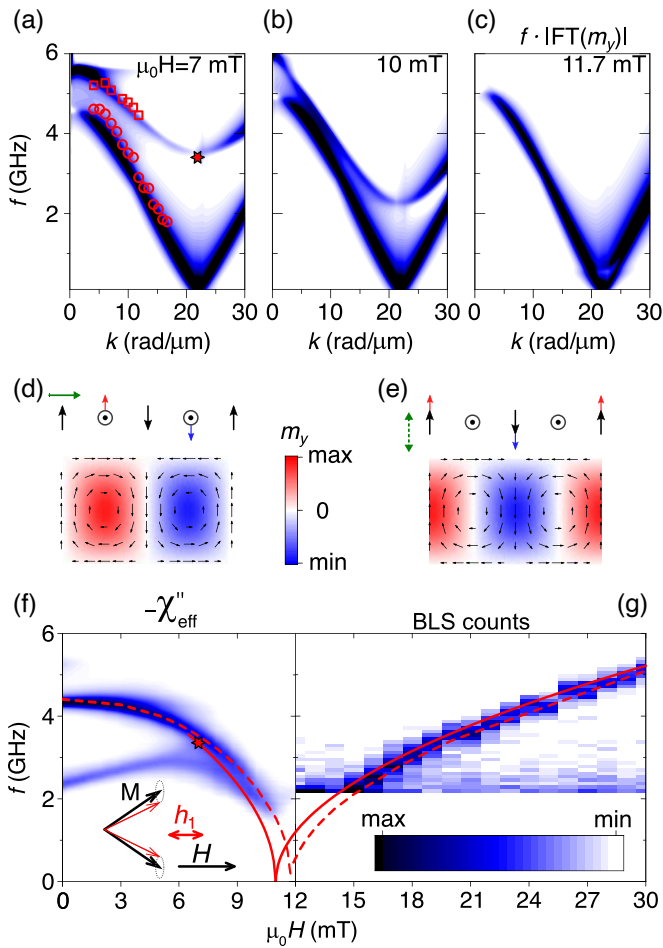 (a) (b) (c) f · |FT(m_y)|
μ₀H=7 mT 10 mT 11.7 mT
6
4
2
f (GHz)
0 10 20 30 0 10 20 30 0 10 20 30
k (rad/μm) k (rad/μm) k (rad/μm)
(d) (e)
m_y
max
0
min
(f) −χ″eff BLS counts (g)
6
4
2
0
f (GHz)
M
h₁
H
max min
0 3 6 9 12 15 18 21 24 27 30
μ₀H (mT)